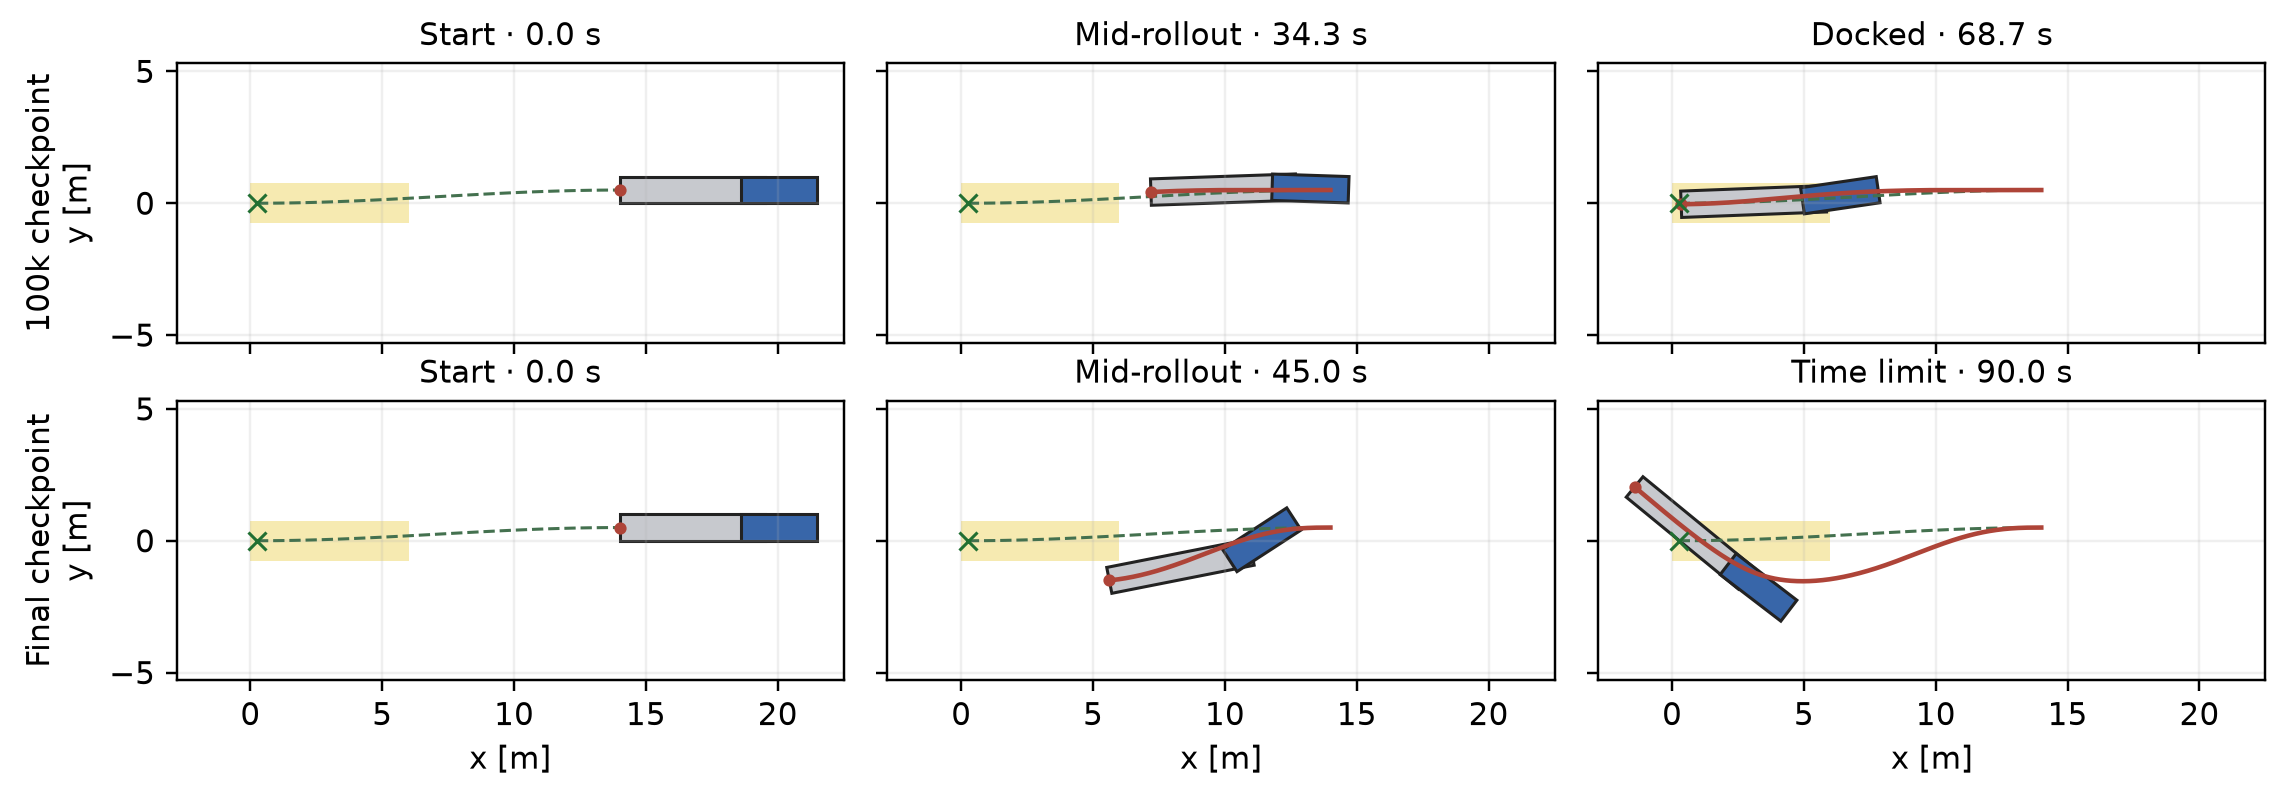 Start · 0.0 s
Mid-rollout · 34.3 s
Docked · 68.7 s
100k checkpoint
y [m]
5
0
−5
Start · 0.0 s
Mid-rollout · 45.0 s
Time limit · 90.0 s
Final checkpoint
y [m]
5
0
−5
0 5 10 15 20
0 5 10 15 20
0 5 10 15 20
x [m]
x [m]
x [m]